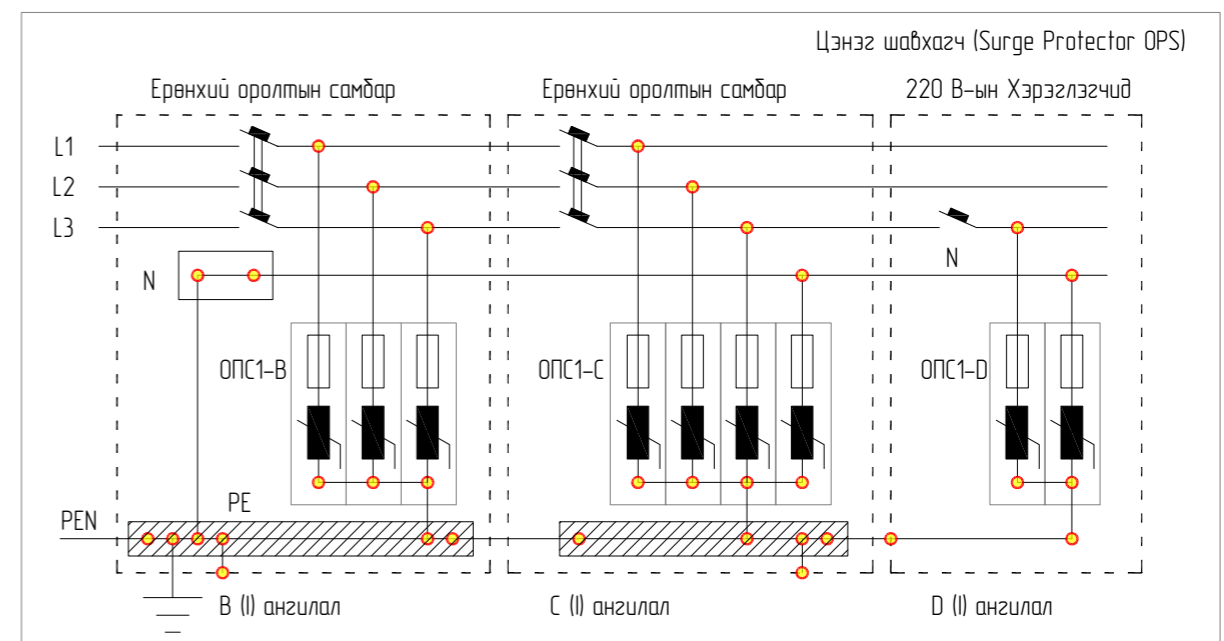 Цэнэг шавхагч (Surge Protector OPS)
Ерөнхий оролтын самбар
Ерөнхий оролтын самбар
220 В-ын Хэрэглэгчид
L1
L2
L3
N
N
ОПС1-В
ОПС1-С
ОПС1-D
PE
PEN
B (I) ангилал
C (I) ангилал
D (I) ангилал